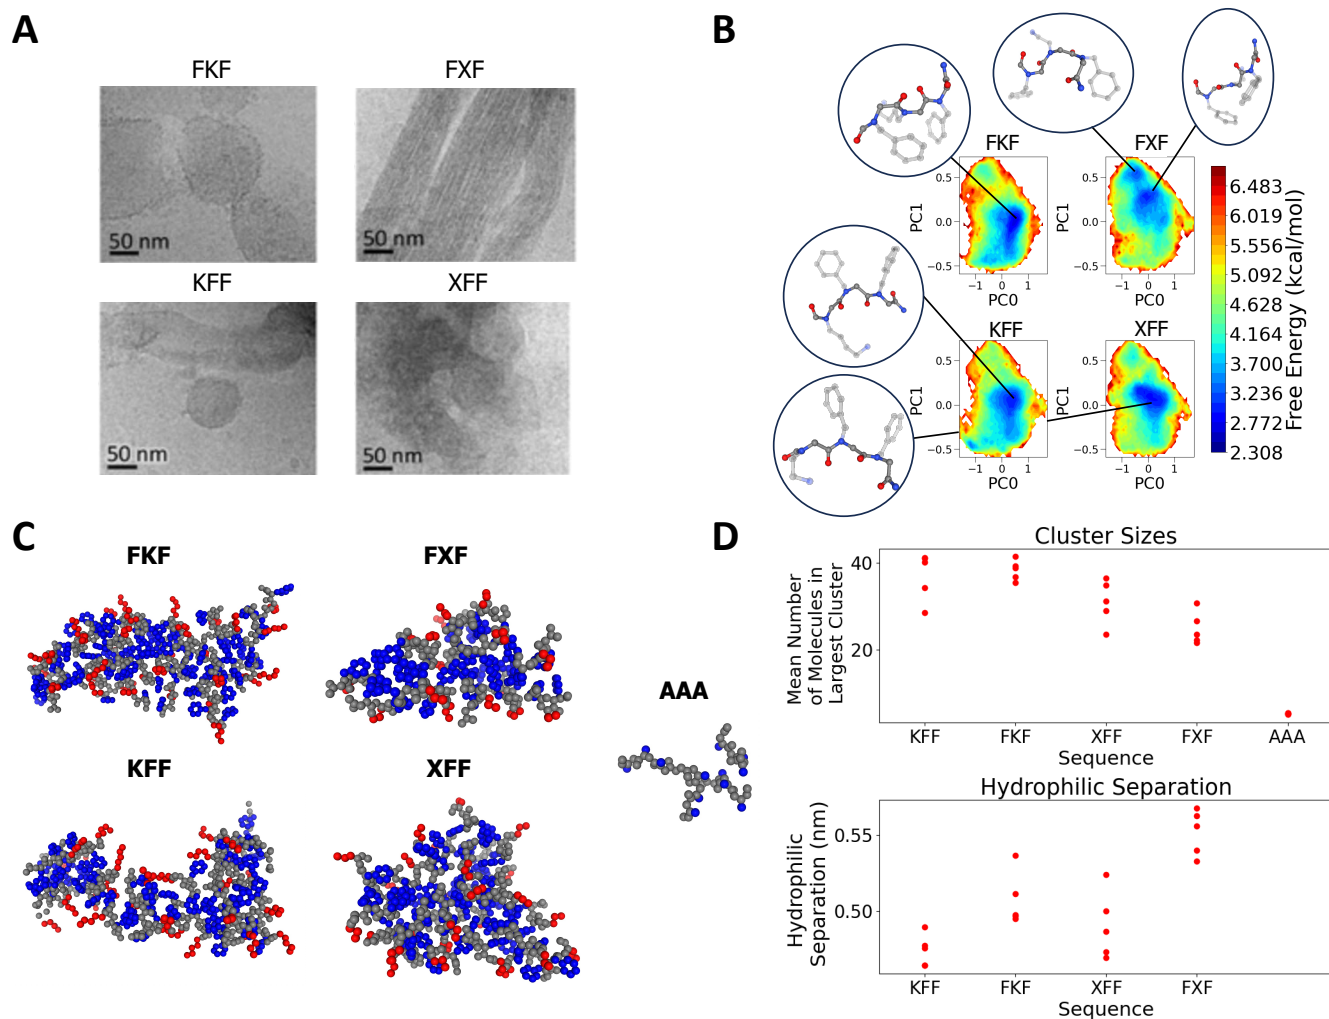 A
FKF
FXF
50 nm
50 nm
KFF
XFF
50 nm
50 nm
B
FKF
FXF
PC1
0.5
0.0
−0.5
−1 0 1
PC0
PC1
0.5
0.0
−0.5
−1 0 1
PC0
KFF
XFF
PC1
0.5
0.0
−0.5
−1 0 1
PC0
PC1
0.5
0.0
−0.5
−1 0 1
PC0
6.483
6.019
5.556
5.092
4.628
4.164
3.700
3.236
2.772
2.308
Free Energy (kcal/mol)
C
FKF
FXF
AAA
KFF
XFF
D
Cluster Sizes
Mean Number
of Molecules in
Largest Cluster
40
20
KFF FKF XFF FXF AAA
Sequence
Hydrophilic Separation
Hydrophilic
Separation (nm)
0.55
0.50
KFF FKF XFF FXF
Sequence